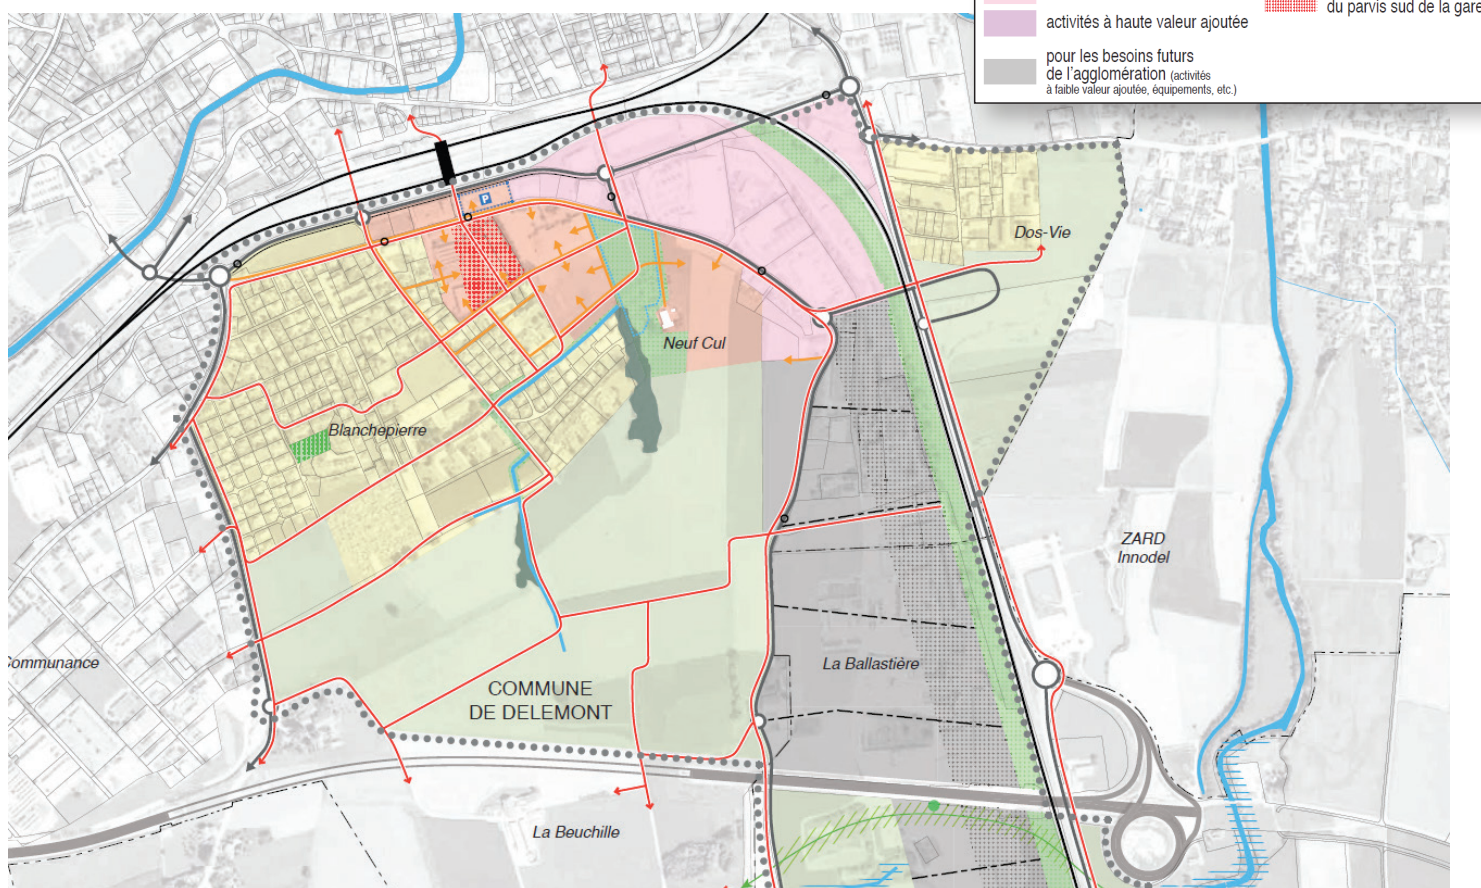 activités à haute valeur ajoutée
du parvis sud de la gare
pour les besoins futurs
de l'agglomération (activités
à faible valeur ajoutée, équipements, etc.)
P
Dos-Vie
Neuf Cul
Blanchepierre
ZARD
Innodel
Communance
La Ballastière
COMMUNE
DE DELEMONT
La Beuchille